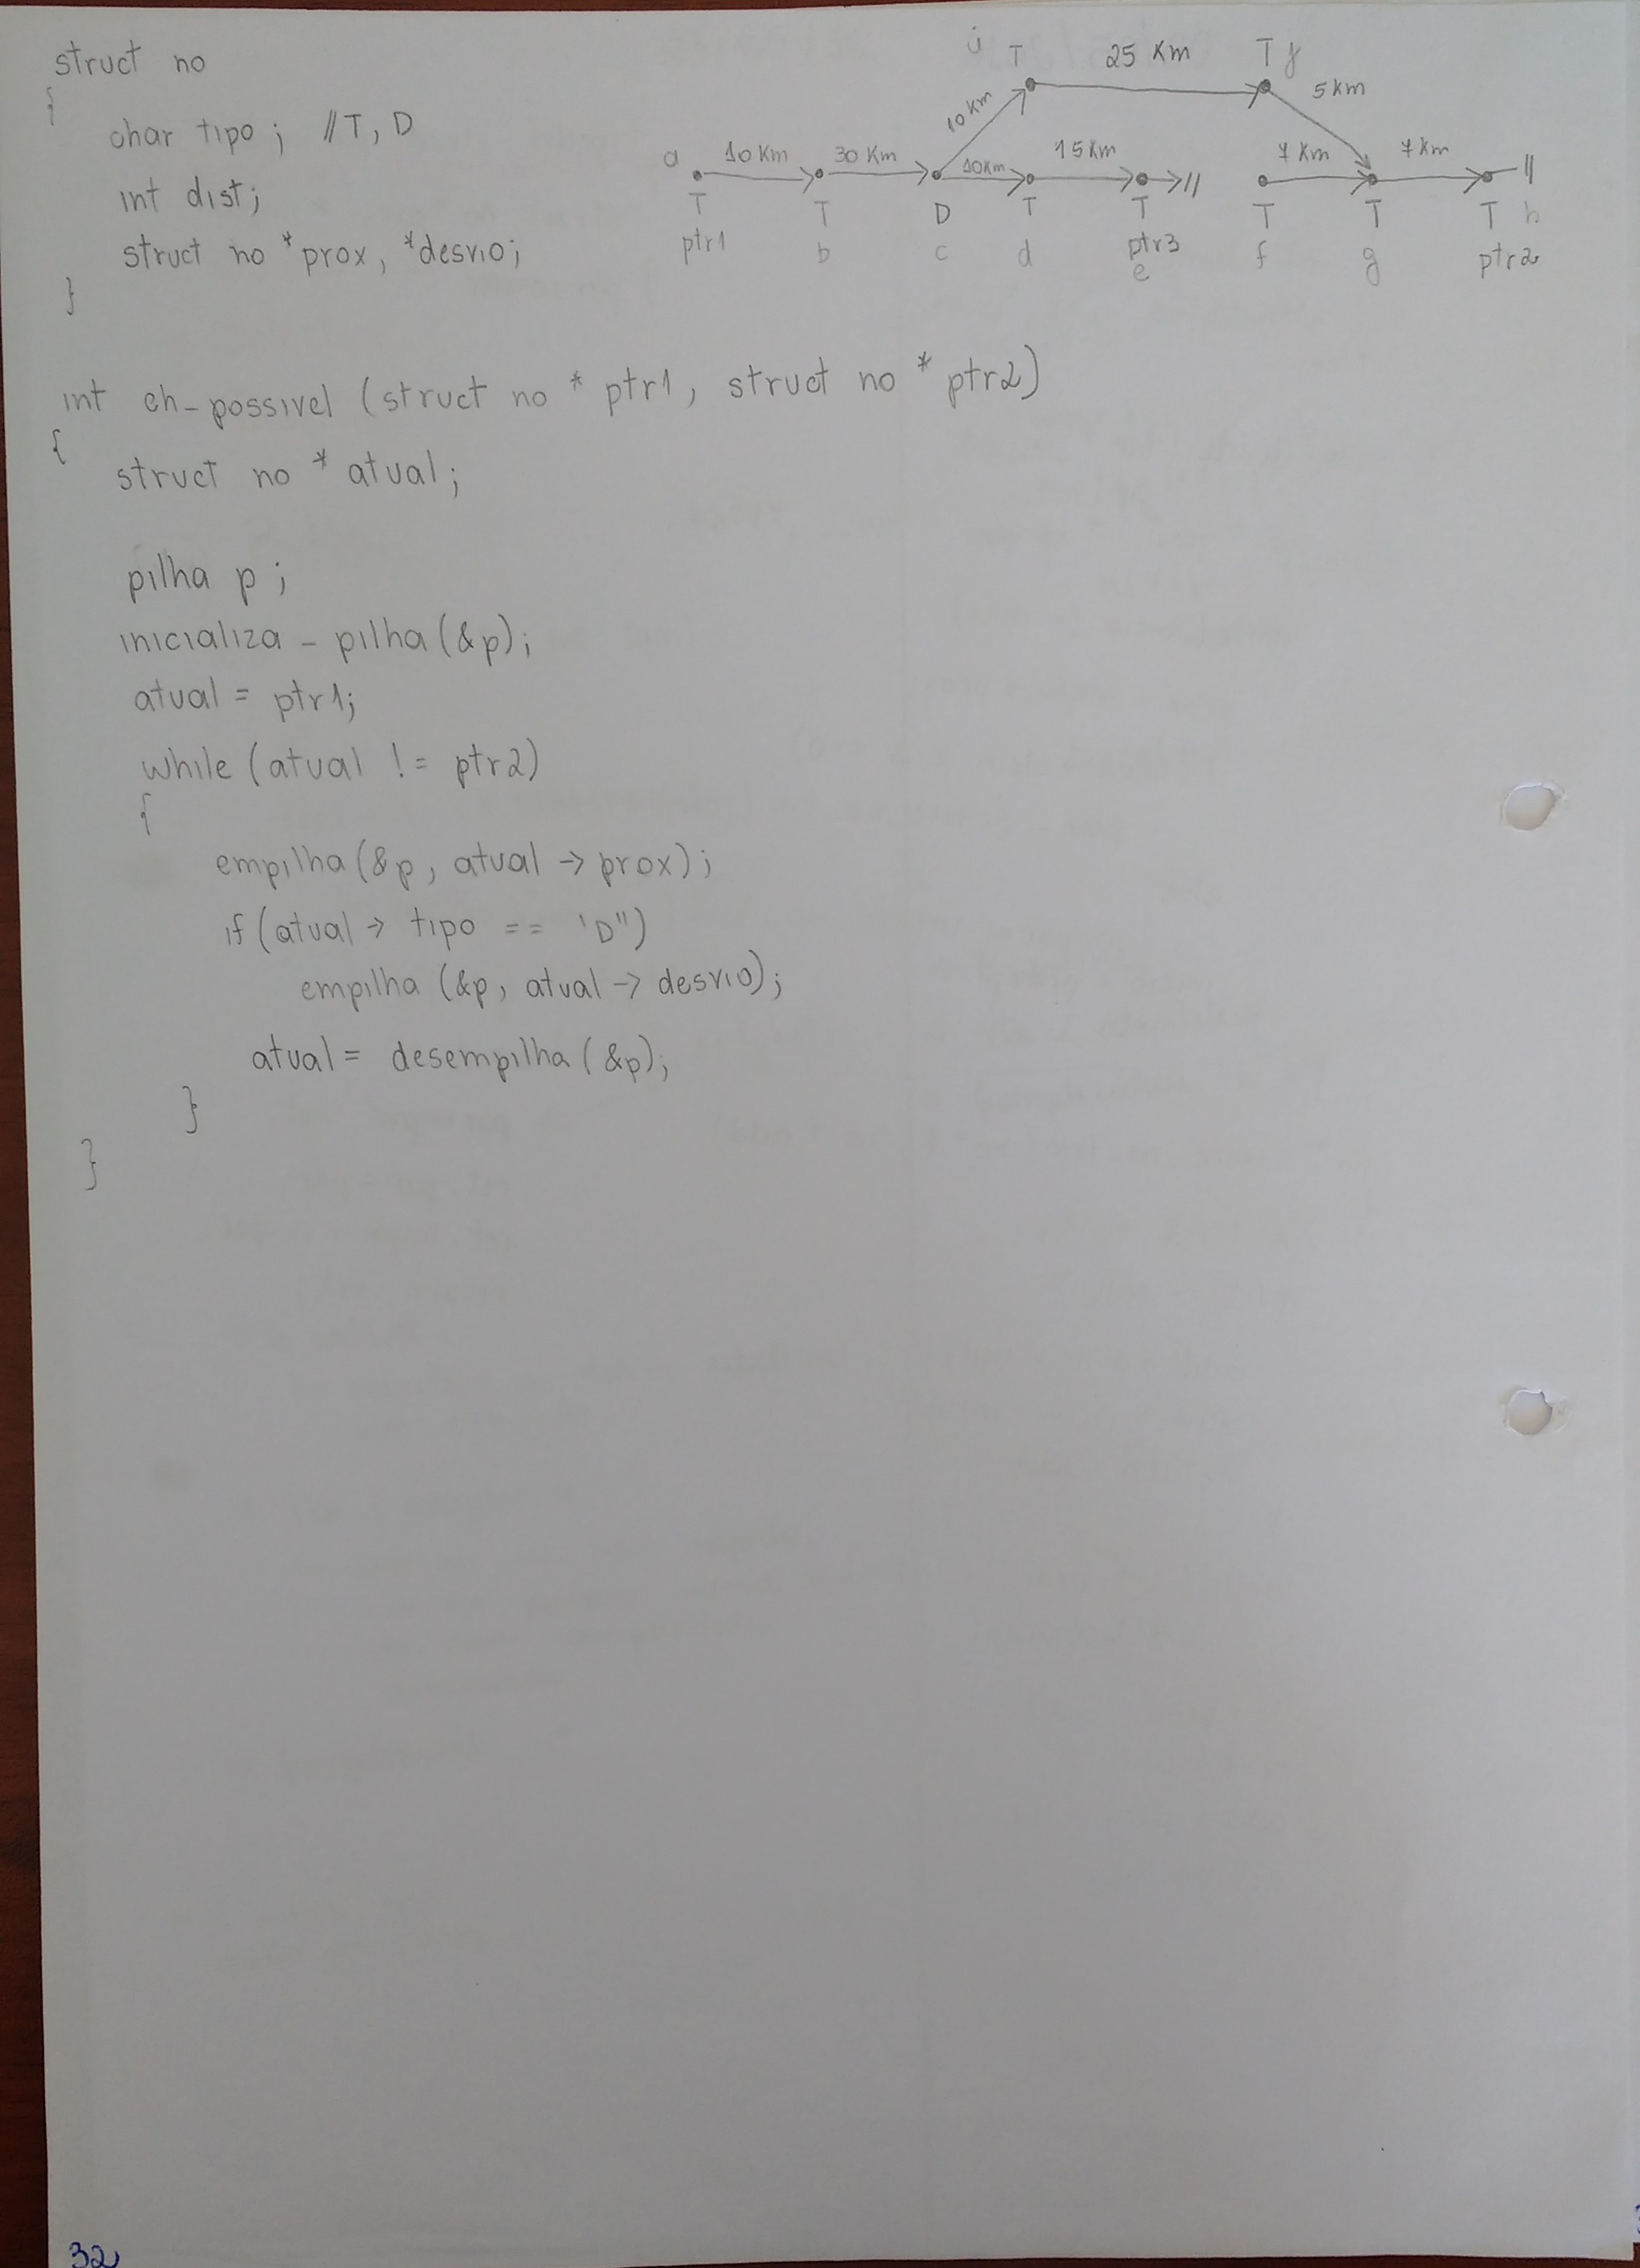 struct no
{
char tipo; //T, D
int dist;
struct no *prox, *desvio;
}
i T 25 Km T j
10 Km 5 Km
a 10 Km 30 Km 10Km 15 Km 7 Km 7 Km
T T D T T T T T h
ptr1 b c d ptr3 f g ptr2
e
int eh_possivel (struct no * ptr1, struct no * ptr2)
{
struct no * atual;
pilha p;
inicializa_pilha(&p);
atual = ptr1;
while (atual != ptr2)
{
empilha(&p, atual -> prox);
if (atual -> tipo == 'D")
empilha (&p, atual -> desvio);
atual = desempilha (&p);
}
}
32